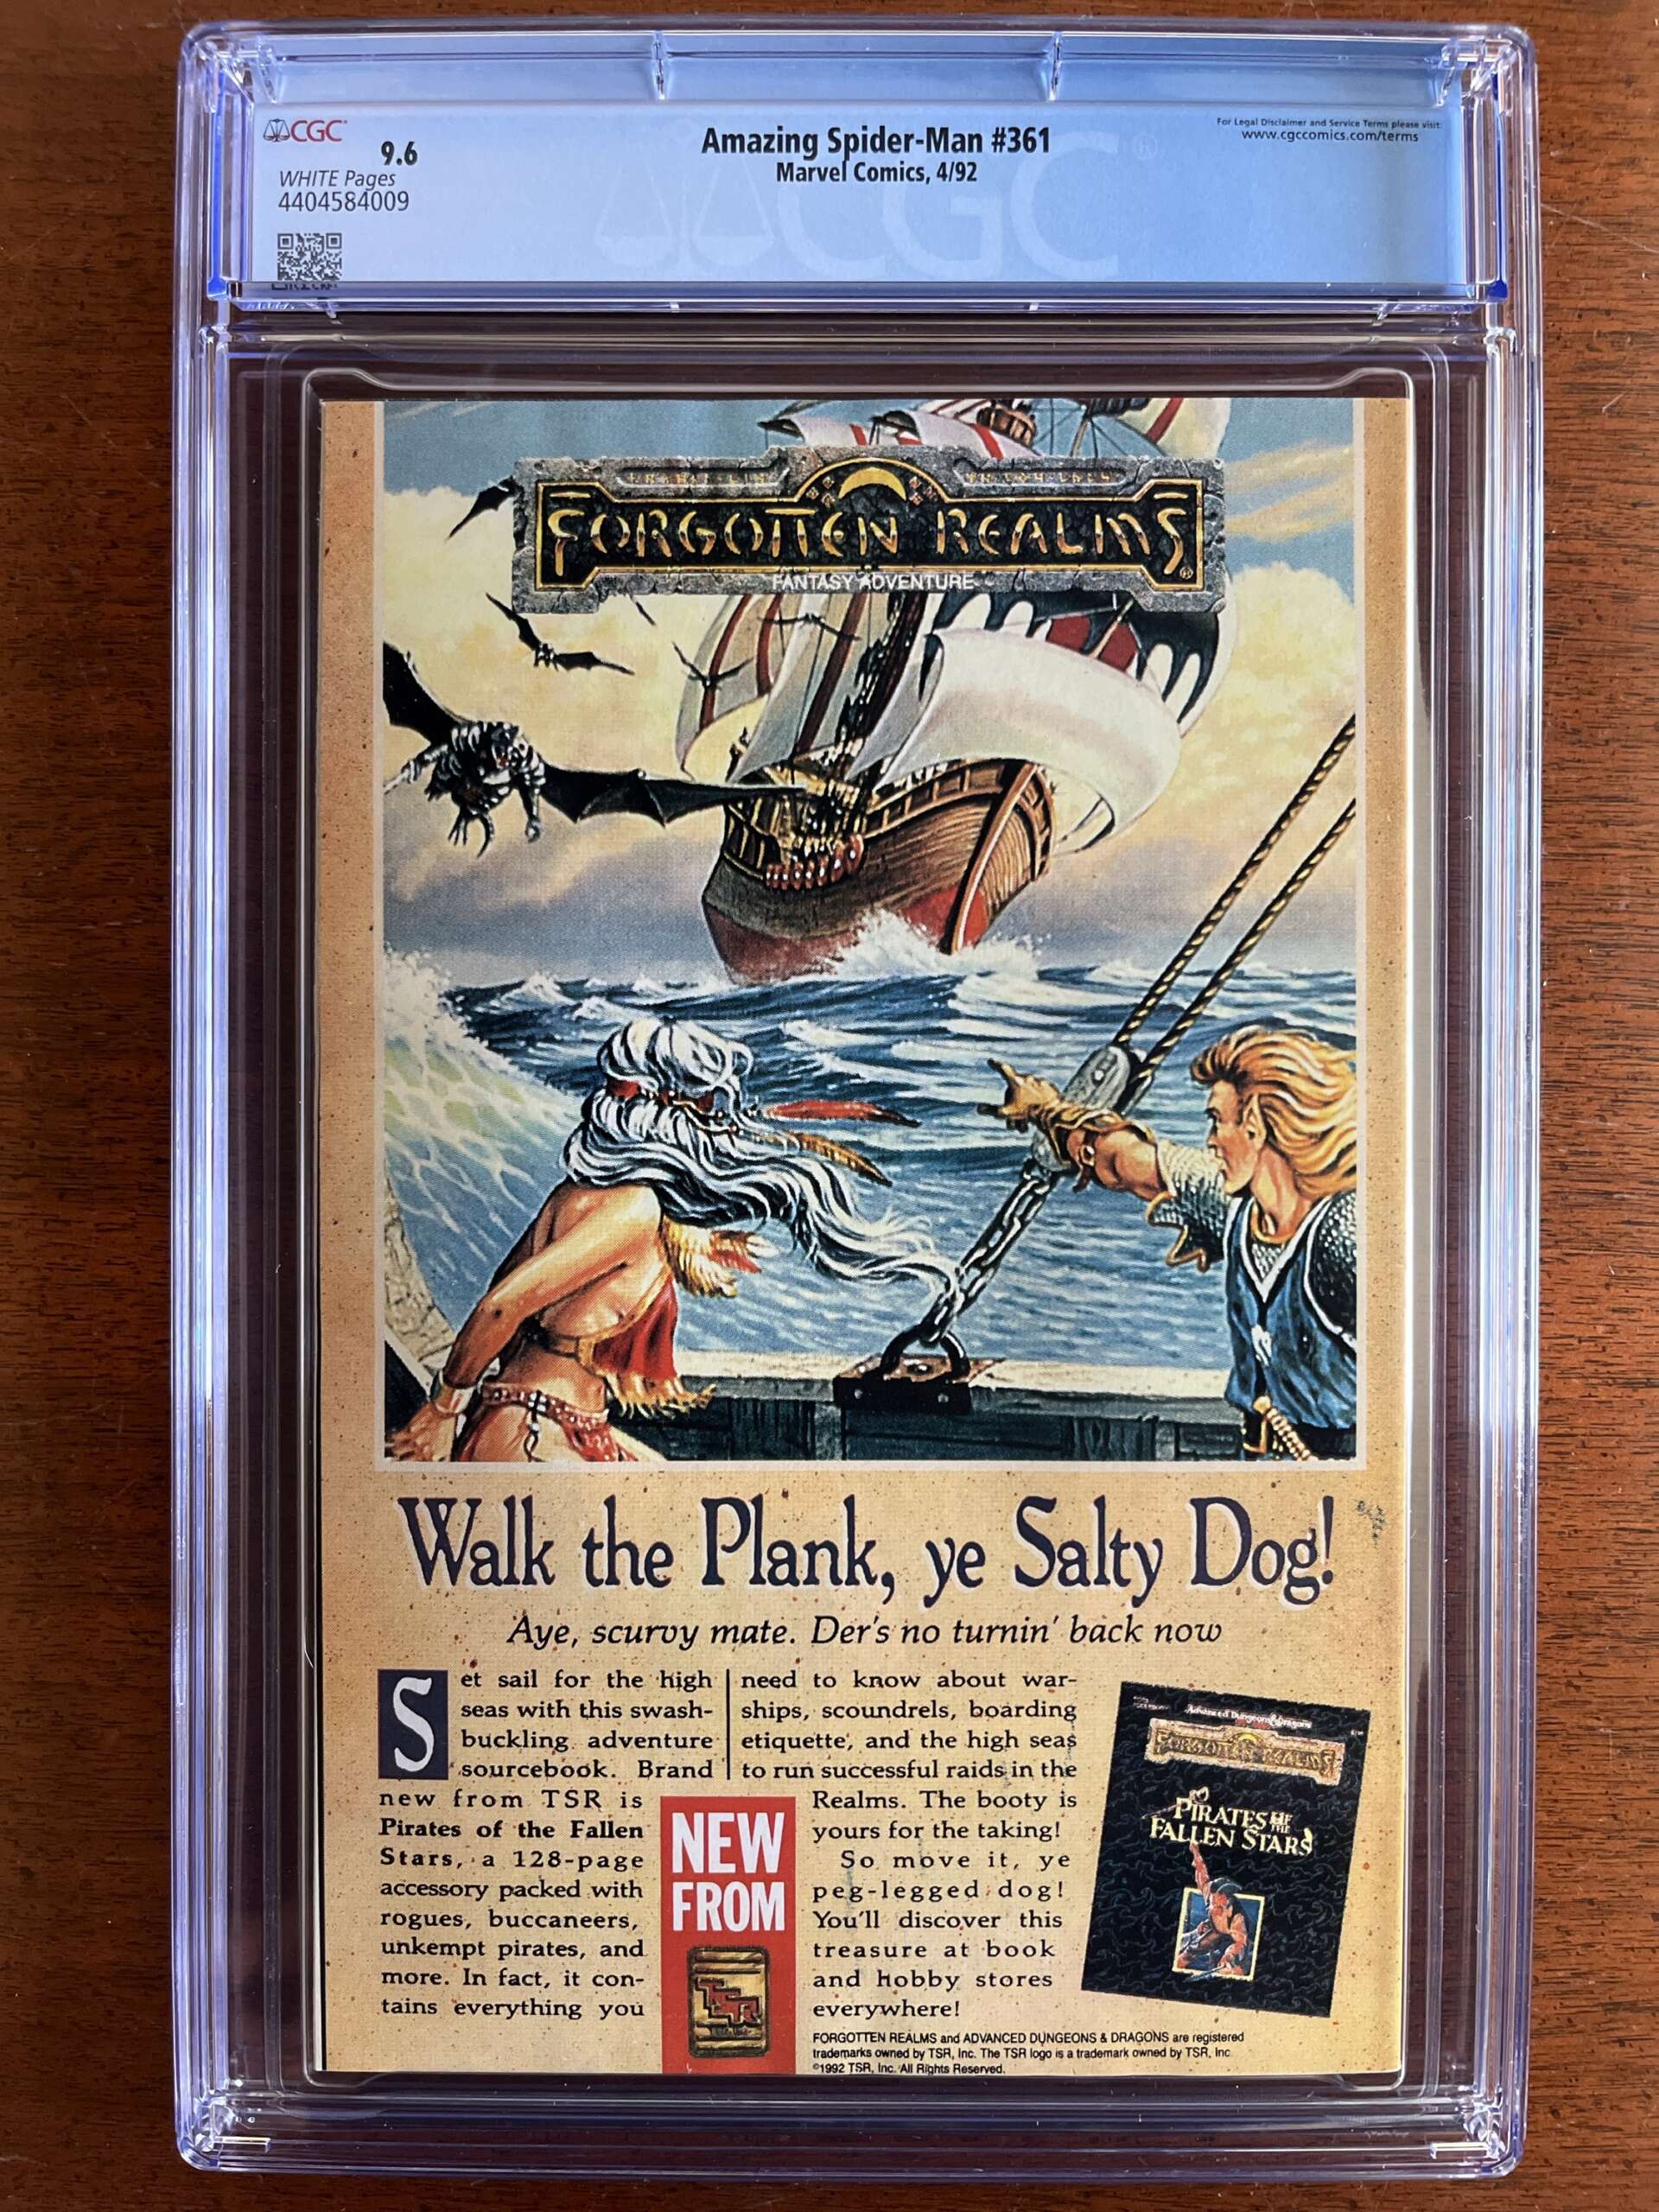 CGC
9.6
WHITE Pages
4404584009
Amazing Spider-Man #361
Marvel Comics, 4/92
For Legal Disclaimer and Service Terms please visit:
www.cgccomics.com/terms
CGC
FORGOTTEN REALMS®
FANTASY ADVENTURE
Walk the Plank, ye Salty Dog!
Aye, scurvy mate. Der's no turnin' back now
Set sail for the high
seas with this swash-
buckling adventure
sourcebook. Brand
new from TSR is
Pirates of the Fallen
Stars, a 128-page
accessory packed with
rogues, buccaneers,
unkempt pirates, and
more. In fact, it con-
tains everything you
need to know about war-
ships, scoundrels, boarding
etiquette, and the high seas
to run successful raids in the
Realms. The booty is
yours for the taking!
So move it, ye
peg-legged dog!
You'll discover this
treasure at book
and hobby stores
everywhere!
NEW
FROM
TSR
Advanced Dungeons & Dragons
FORGOTTEN REALMS
PIRATES OF THE
FALLEN STARS
FORGOTTEN REALMS and ADVANCED DUNGEONS & DRAGONS are registered
trademarks owned by TSR, Inc. The TSR logo is a trademark owned by TSR, Inc.
©1992 TSR, Inc. All Rights Reserved.